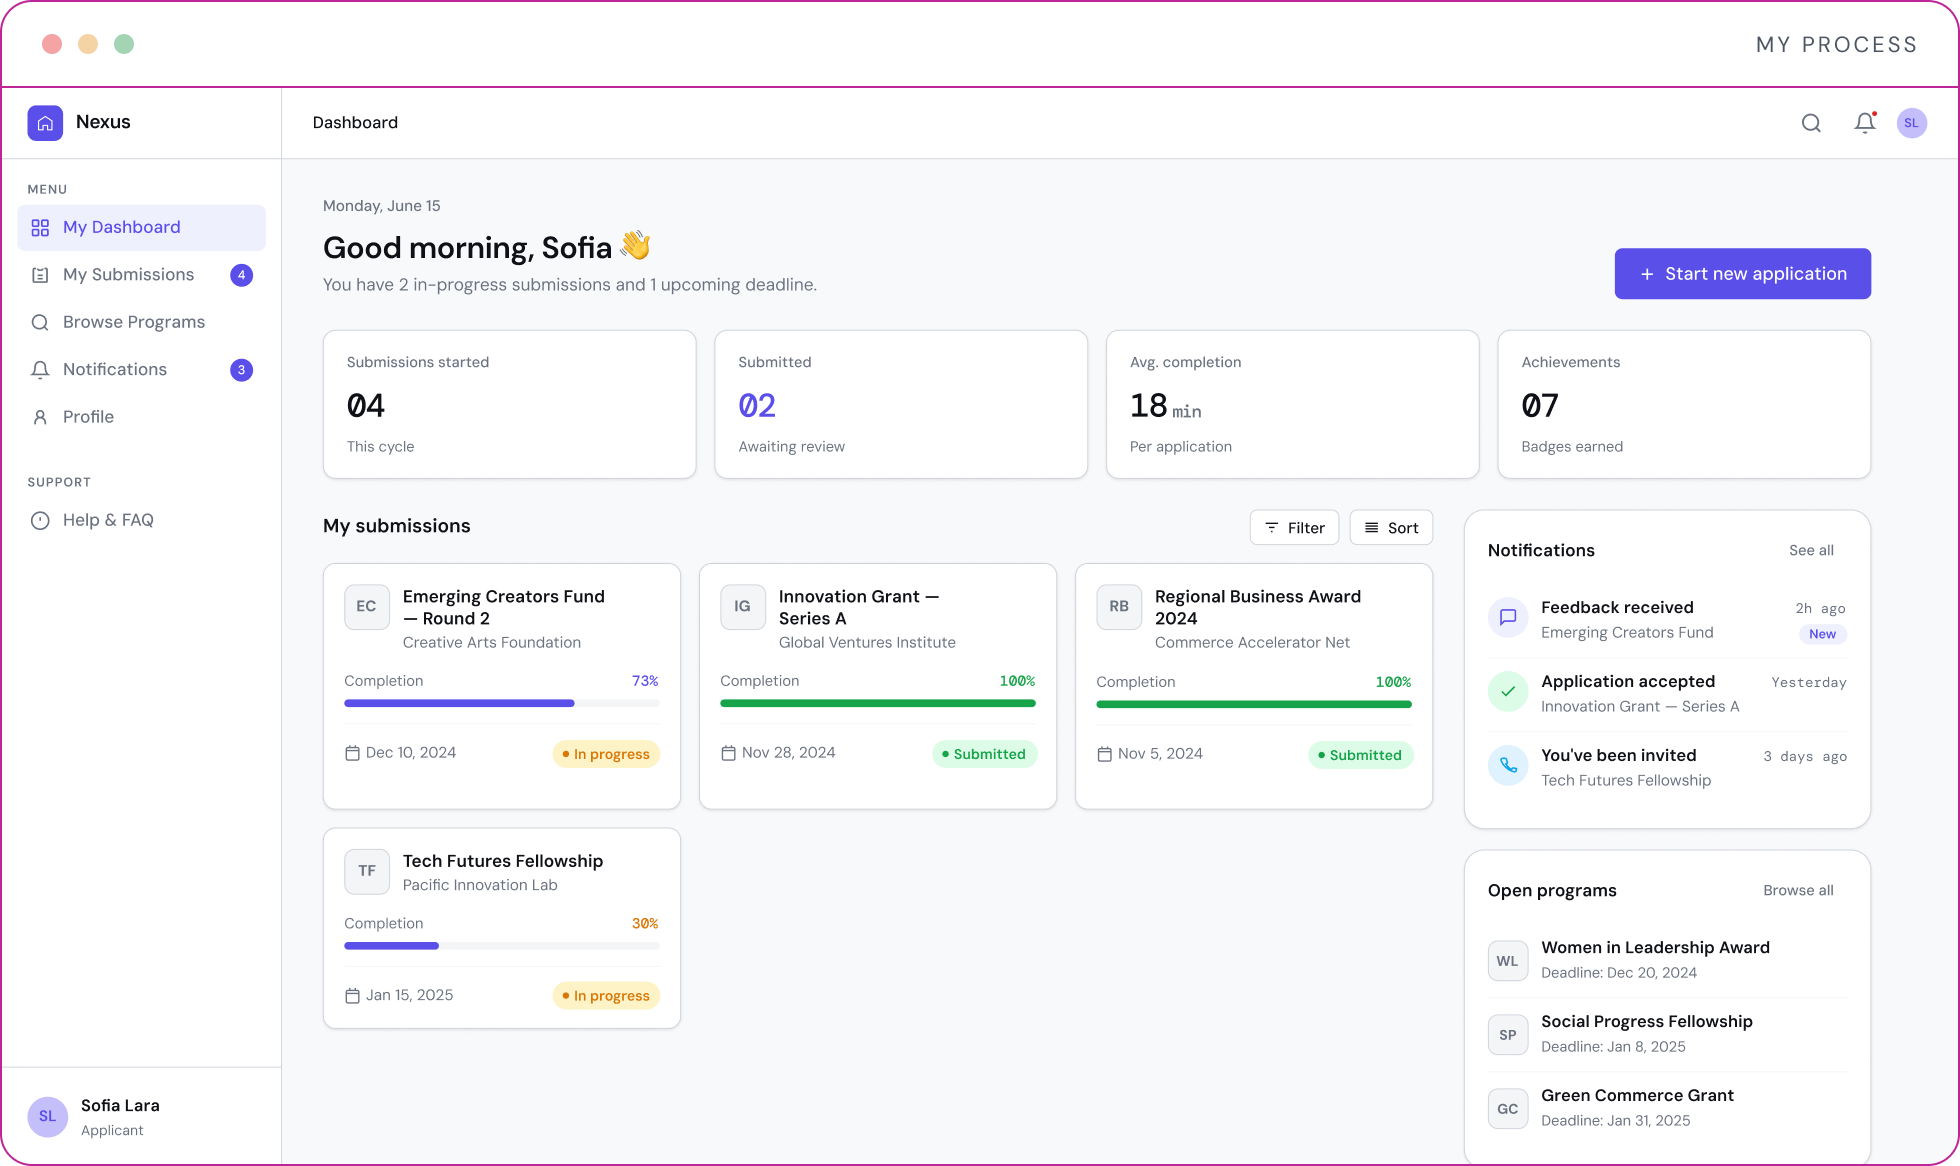 MY PROCESS
Nexus
MENU
My Dashboard
My Submissions 4
Browse Programs
Notifications 3
Profile
SUPPORT
Help & FAQ
SL
Sofia Lara
Applicant
Dashboard
SL
Monday, June 15
Good morning, Sofia 👋
You have 2 in-progress submissions and 1 upcoming deadline.
+ Start new application
Submissions started
04
This cycle
Submitted
02
Awaiting review
Avg. completion
18 min
Per application
Achievements
07
Badges earned
My submissions
Filter
Sort
EC
Emerging Creators Fund
— Round 2
Creative Arts Foundation
Completion 73%
Dec 10, 2024
In progress
IG
Innovation Grant —
Series A
Global Ventures Institute
Completion 100%
Nov 28, 2024
Submitted
RB
Regional Business Award
2024
Commerce Accelerator Net
Completion 100%
Nov 5, 2024
Submitted
TF
Tech Futures Fellowship
Pacific Innovation Lab
Completion 30%
Jan 15, 2025
In progress
Notifications
See all
Feedback received 2h ago
Emerging Creators Fund New
Application accepted Yesterday
Innovation Grant — Series A
You've been invited 3 days ago
Tech Futures Fellowship
Open programs
Browse all
WL
Women in Leadership Award
Deadline: Dec 20, 2024
SP
Social Progress Fellowship
Deadline: Jan 8, 2025
GC
Green Commerce Grant
Deadline: Jan 31, 2025